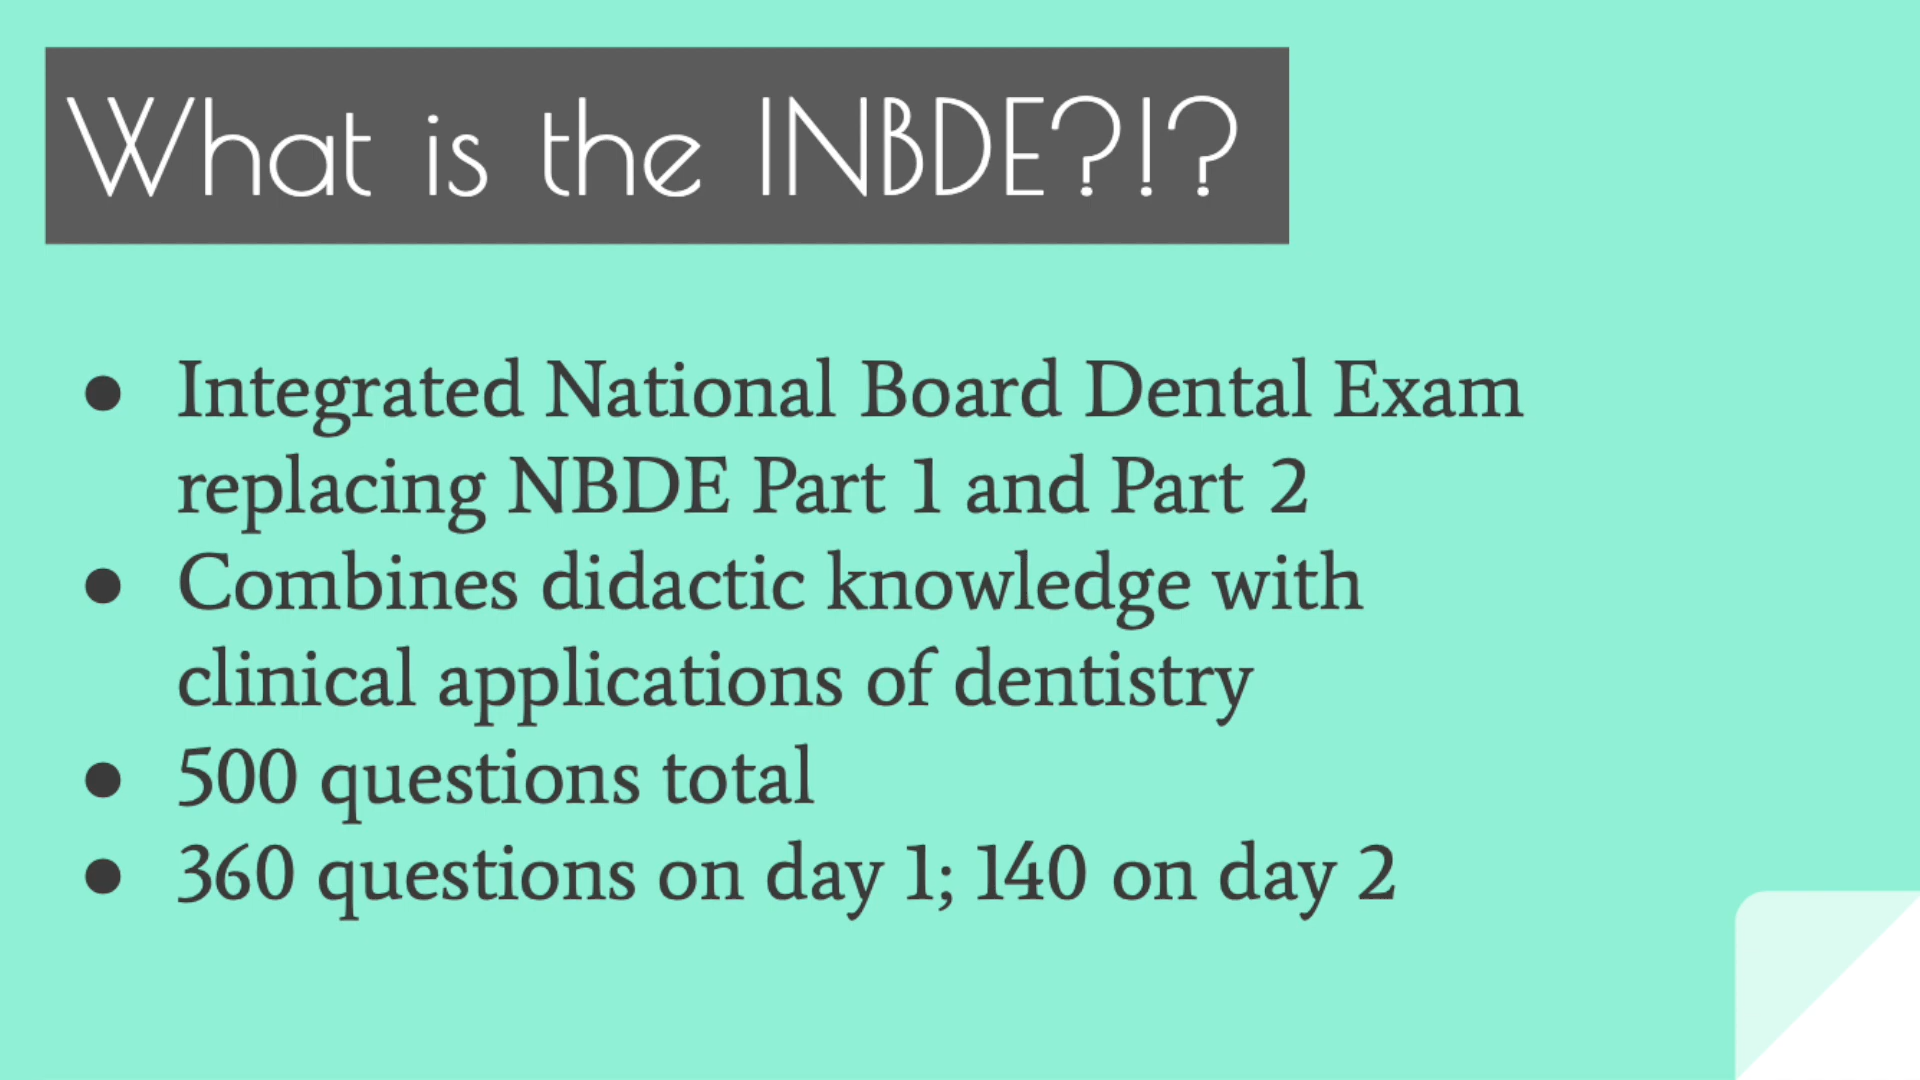 What is the INBDE?!?
● Integrated National Board Dental Exam
replacing NBDE Part 1 and Part 2
● Combines didactic knowledge with
clinical applications of dentistry
● 500 questions total
● 360 questions on day 1; 140 on day 2